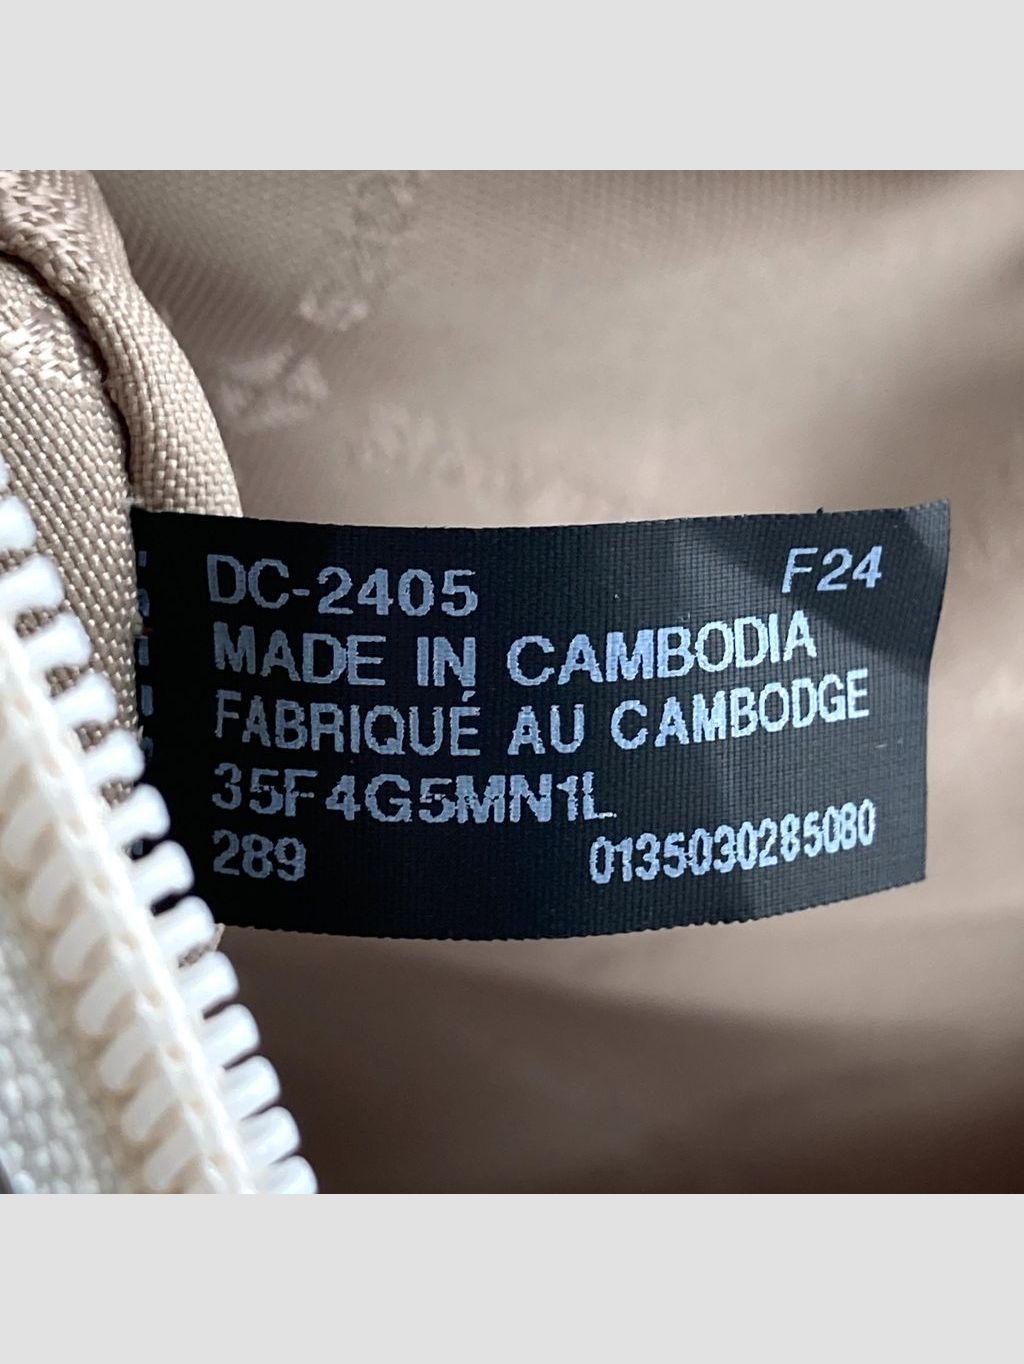 DC-2405 F24
MADE IN CAMBODIA
FABRIQUÉ AU CAMBODGE
35F4G5MN1L
289 0135030285080